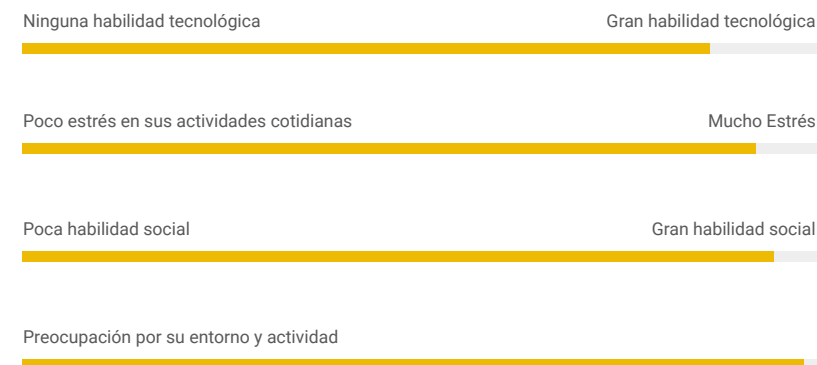 Ninguna habilidad tecnológica Gran habilidad tecnológica
Poco estrés en sus actividades cotidianas Mucho Estrés
Poca habilidad social Gran habilidad social
Preocupación por su entorno y actividad